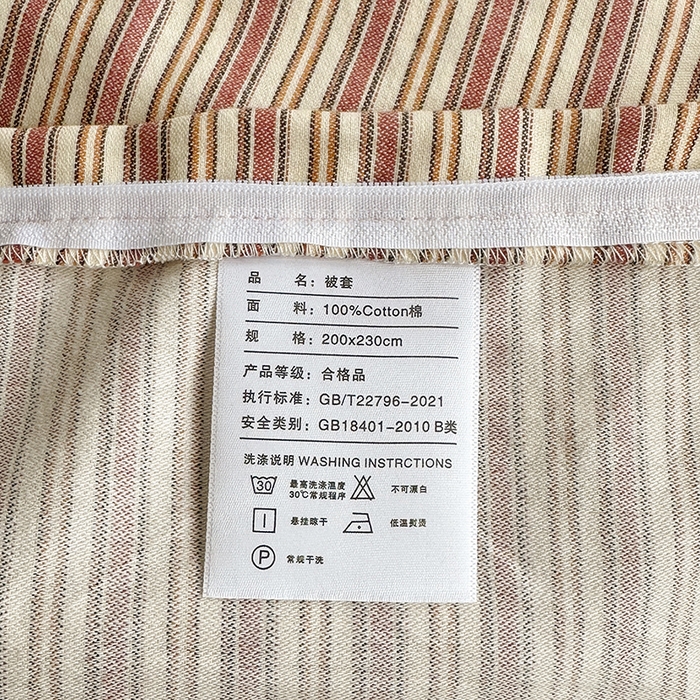 品 名：被套
面 料：100%Cotton棉
规 格：200x230cm
产品等级：合格品
执行标准：GB/T22796-2021
安全类别：GB18401-2010 B类
洗涤说明 WASHING INSTRCTIONS
30 最高洗涤温度 不可漂白
30℃常规程序
悬挂晾干 低温熨烫
P 常规干洗